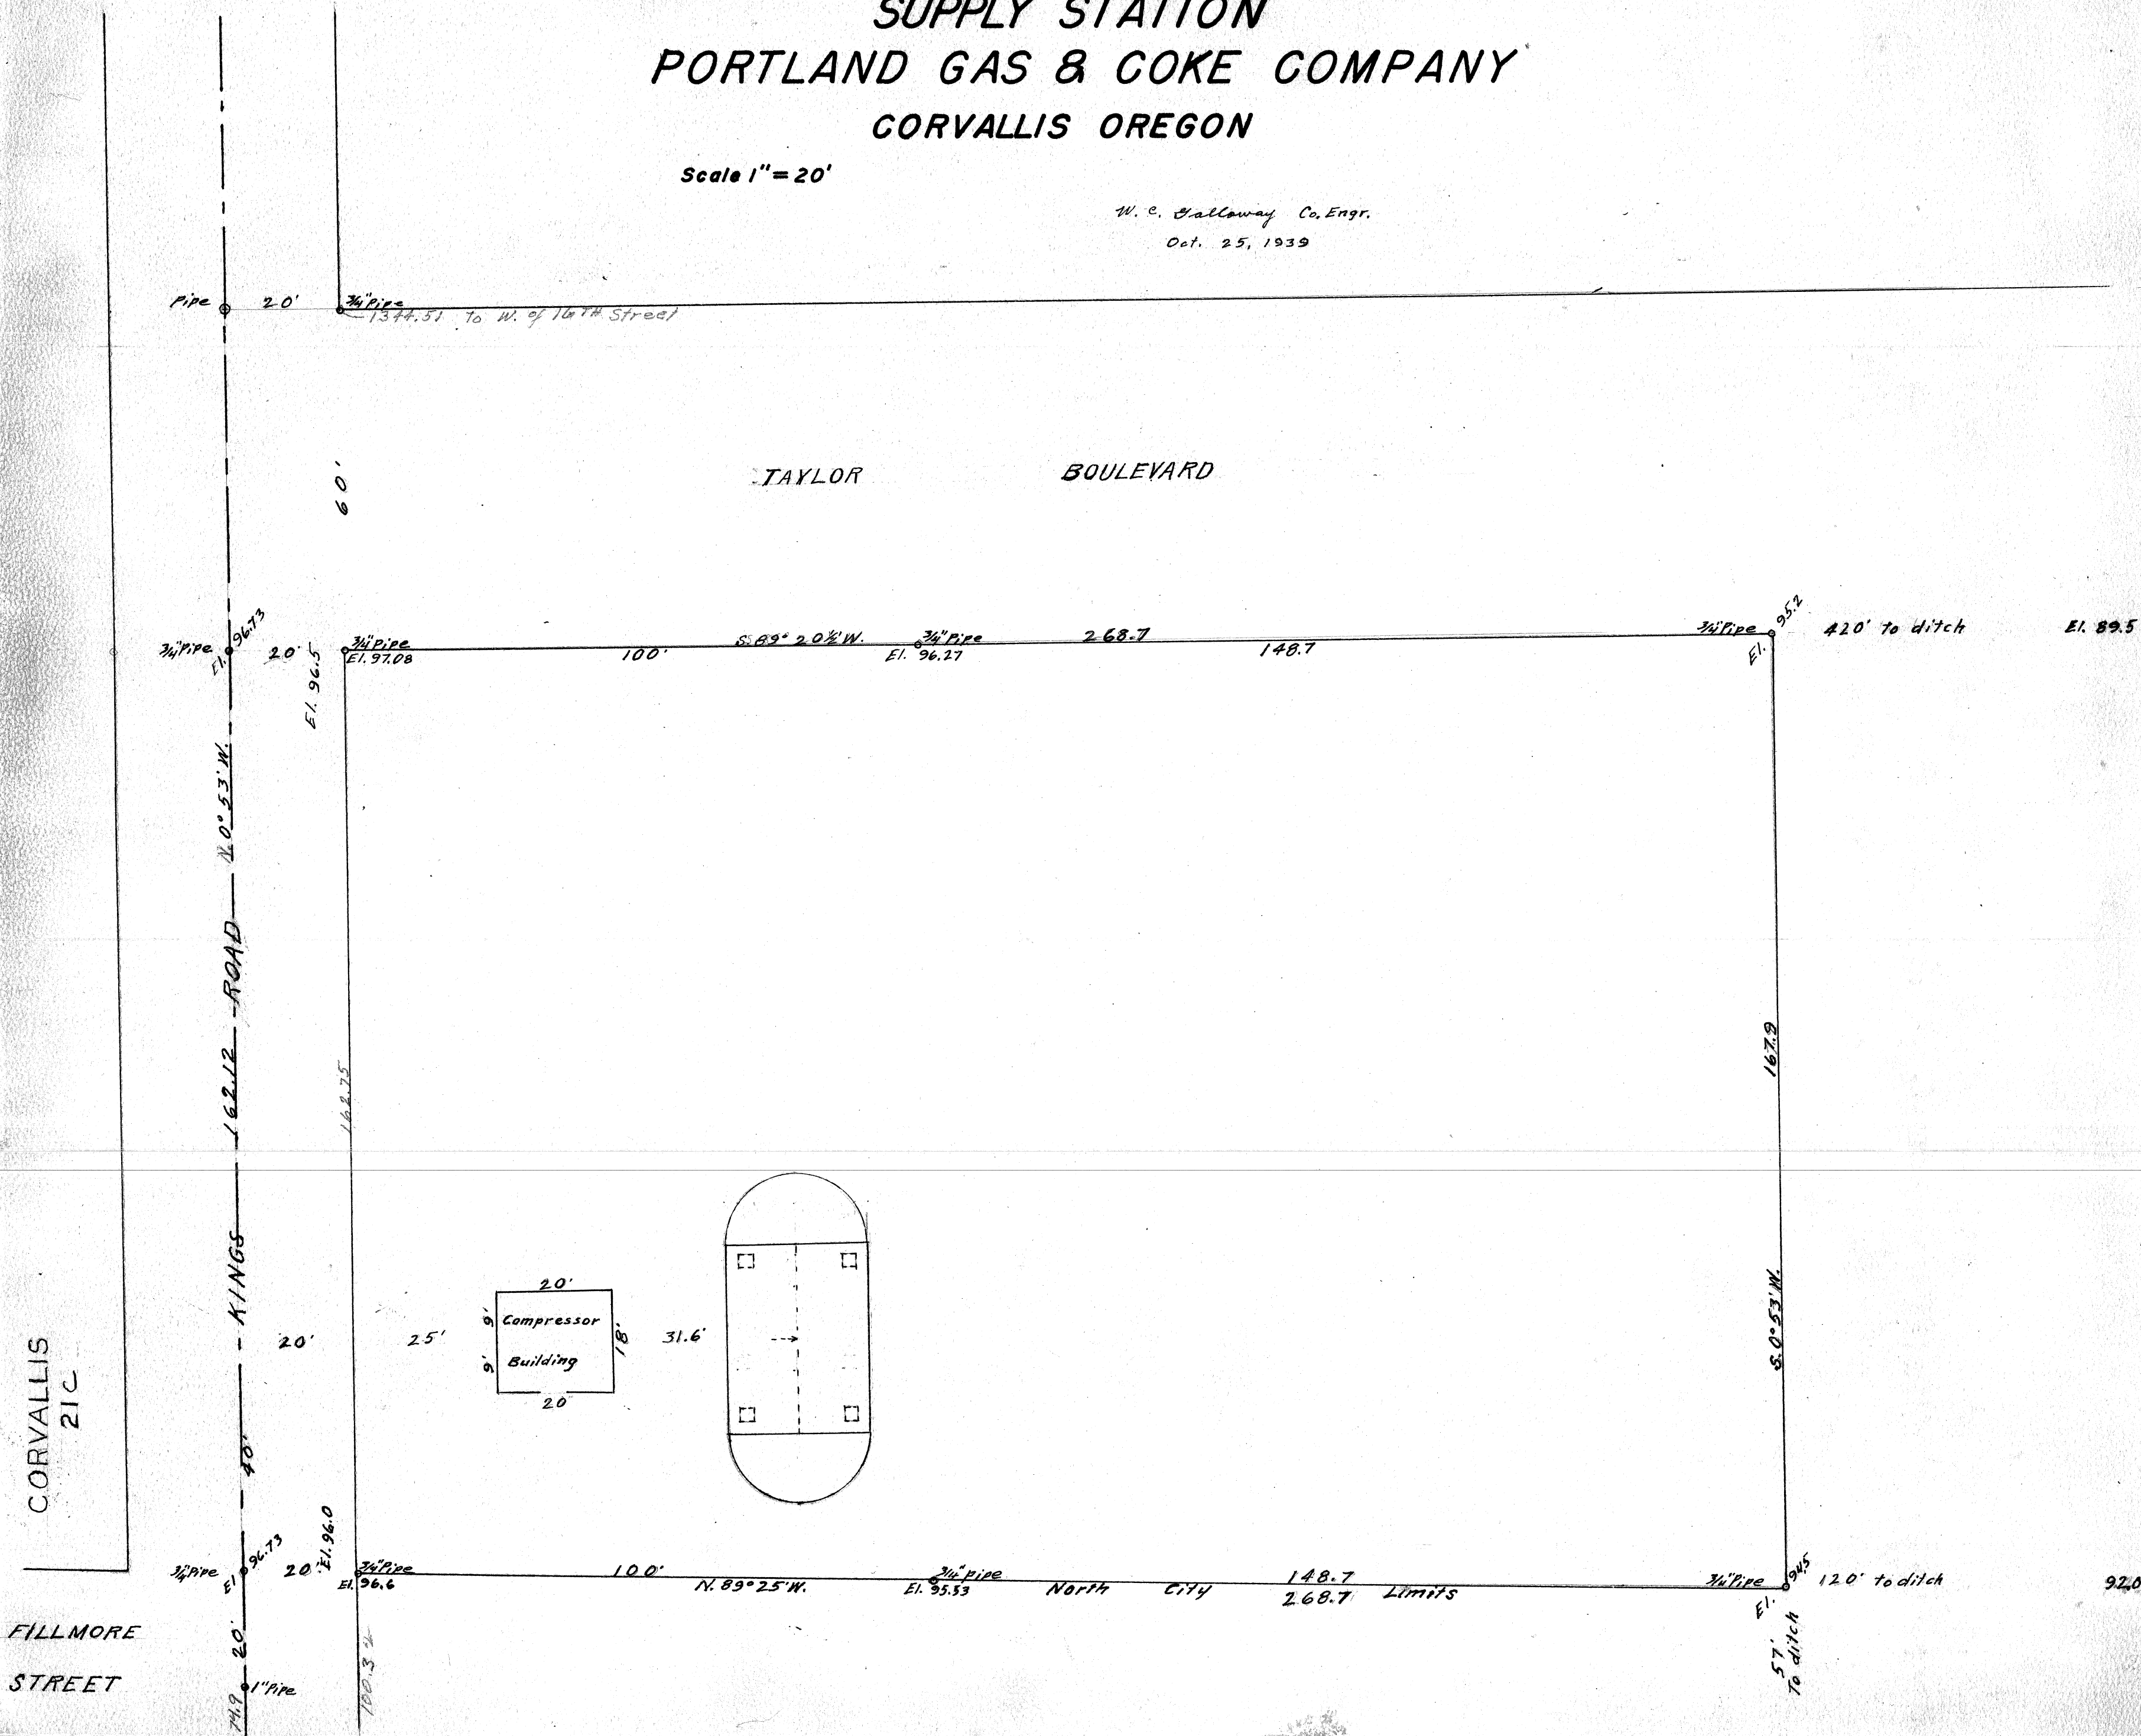 SUPPLY STATION
PORTLAND GAS & COKE COMPANY
CORVALLIS OREGON
Scale 1"=20'
W. C. Galloway Co. Engr.
Oct. 25, 1939
Pipe
20'
3/4" Pipe
1344.51 To W. of 16TH Street
60'
TAYLOR BOULEVARD
3/4" Pipe
El. 96.73
20'
El. 96.5
3/4" Pipe
El. 97.08
100'
S. 89° 20½' W.
3/4" Pipe
El. 96.27
268.7
148.7
3/4" Pipe
El. 95.2
420' to ditch
El. 89.5
N. 0° 53' W.
KINGS 162.12 ROAD
162.75
167.9
S. 0° 53' W.
20'
25'
20'
9'
9'
Compressor
Building
18'
20'
31.6'
CORVALLIS
21C
40'
3/4" Pipe
El. 96.73
20'
El. 96.0
3/4" Pipe
El. 96.6
100'
N. 89° 25' W.
3/4" Pipe
El. 95.53
North City Limits
148.7
268.7
3/4" Pipe
El. 94.5
120' to ditch
92.0
57'
To ditch
FILLMORE
STREET
20'
1" Pipe
74.9
100.32